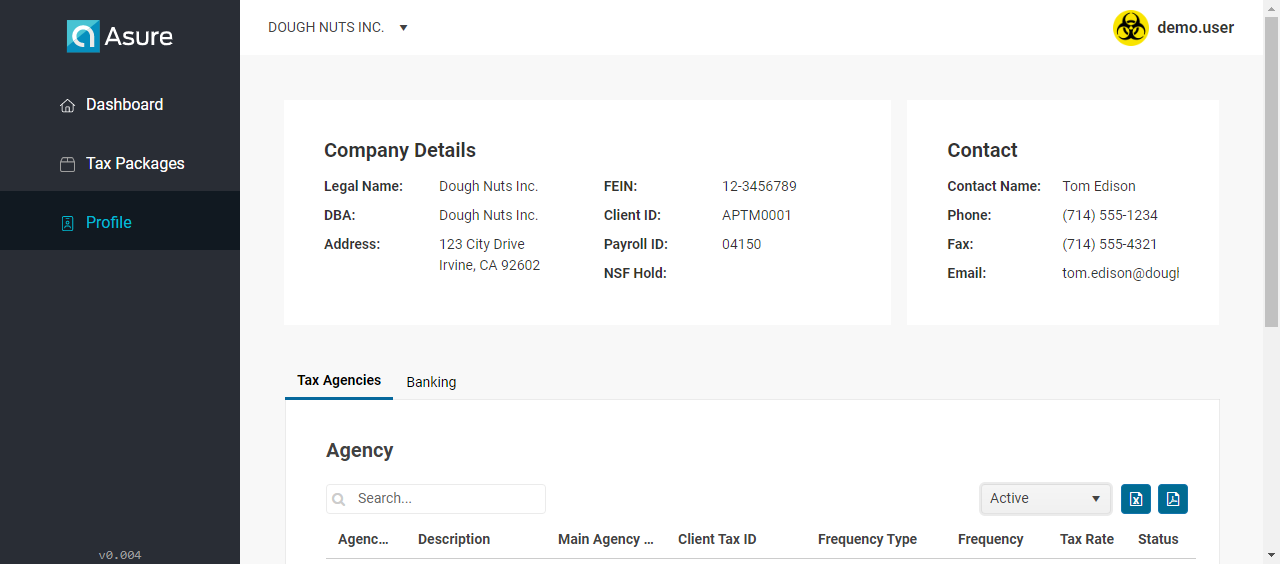 Asure
DOUGH NUTS INC.
demo.user
Dashboard
Tax Packages
Profile
v0.004
Company Details
Legal Name: Dough Nuts Inc.
DBA: Dough Nuts Inc.
Address: 123 City Drive
Irvine, CA 92602
FEIN: 12-3456789
Client ID: APTM0001
Payroll ID: 04150
NSF Hold:
Contact
Contact Name: Tom Edison
Phone: (714) 555-1234
Fax: (714) 555-4321
Email: tom.edison@dough
Tax Agencies Banking
Agency
Search... Active
Agenc... Description Main Agency ... Client Tax ID Frequency Type Frequency Tax Rate Status